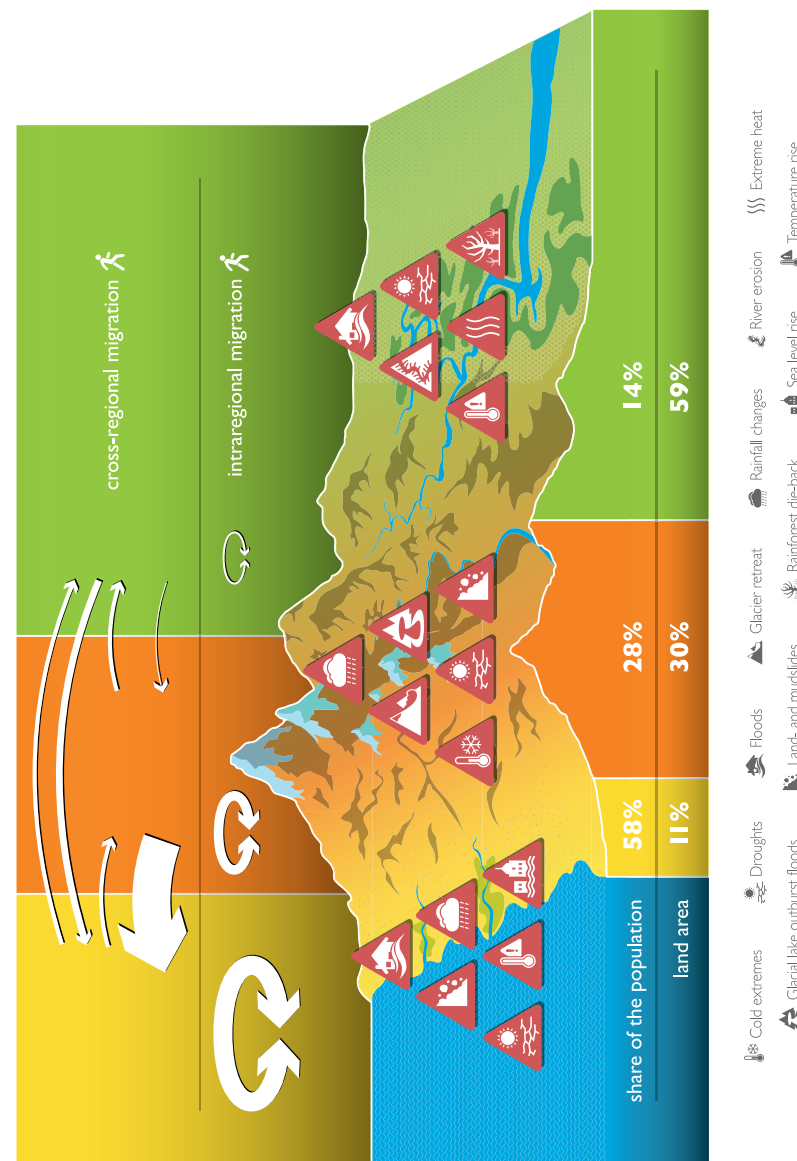 cross-regional migration
intraregional migration
58%
28%
14%
share of the population
11%
30%
59%
land area
Cold extremes
Droughts
Floods
Glacier retreat
Rainfall changes
River erosion
Extreme heat
Glacial lake outburst floods
Land- and mudslides
Rainforest die-back
Sea level rise
Temperature rise